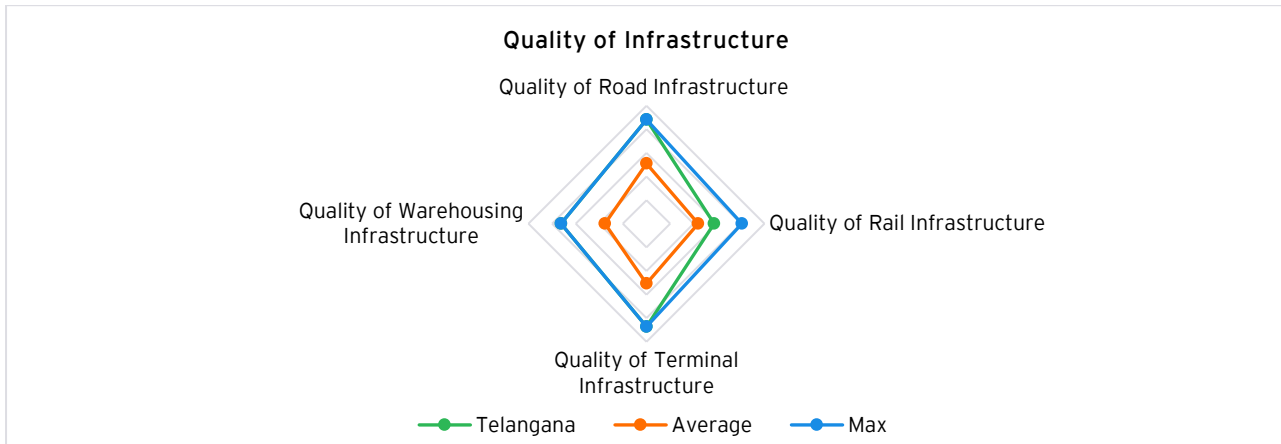 Quality of Infrastructure
Quality of Road Infrastructure
Quality of Warehousing
Infrastructure
Quality of Rail Infrastructure
Quality of Terminal
Infrastructure
Telangana Average Max